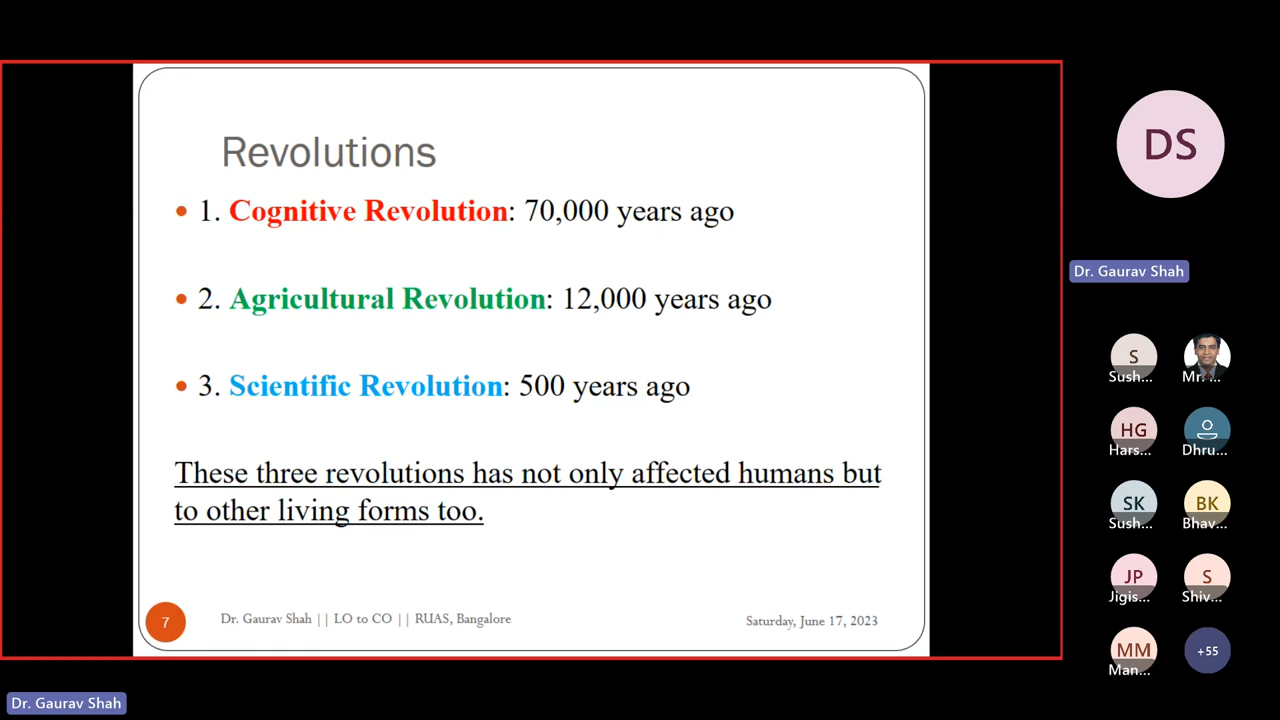 Revolutions
• 1. Cognitive Revolution: 70,000 years ago
• 2. Agricultural Revolution: 12,000 years ago
• 3. Scientific Revolution: 500 years ago
These three revolutions has not only affected humans but
to other living forms too.
7
Dr. Gaurav Shah || LO to CO || RUAS, Bangalore
Saturday, June 17, 2023
DS
Dr. Gaurav Shah
S
Sush...
Mr. ...
HG
Hars...
Dhru...
SK
Sush...
BK
Bhav...
JP
Jigis...
S
Shiv...
MM
Man...
+55
Dr. Gaurav Shah